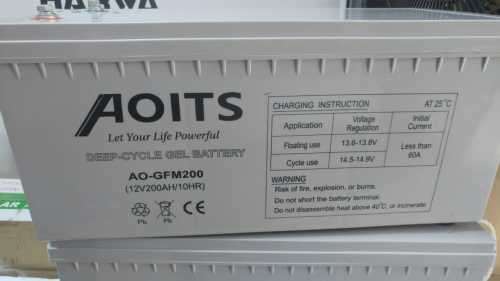 AOITS
Let Your Life Powerful
DEEP-CYCLE GEL BATTERY
AO-GFM200
(12V200AH/10HR)
Pb Pb
CHARGING INSTRUCTION AT 25°C
Application Voltage Regulation Initial Current
Floating use 13.6-13.8V Less than 60A
Cycle use 14.5-14.9V
WARNING
Risk of fire, explosion, or burns.
Do not short the battery terminal.
Do not disassemble heat above 40°C, or incinerate.
AR